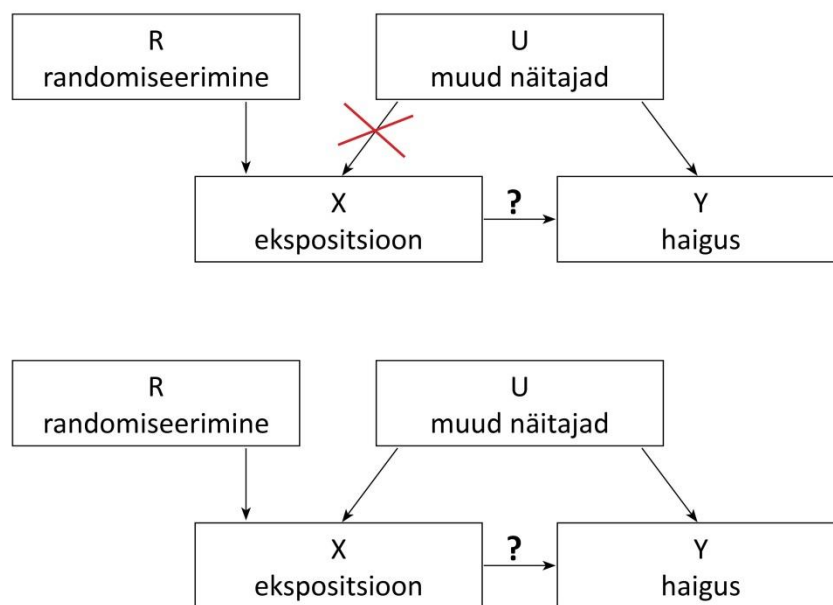 R
randomiseerimine
U
muud näitajad
X
ekspositsioon
?
Y
haigus
R
randomiseerimine
U
muud näitajad
X
ekspositsioon
?
Y
haigus